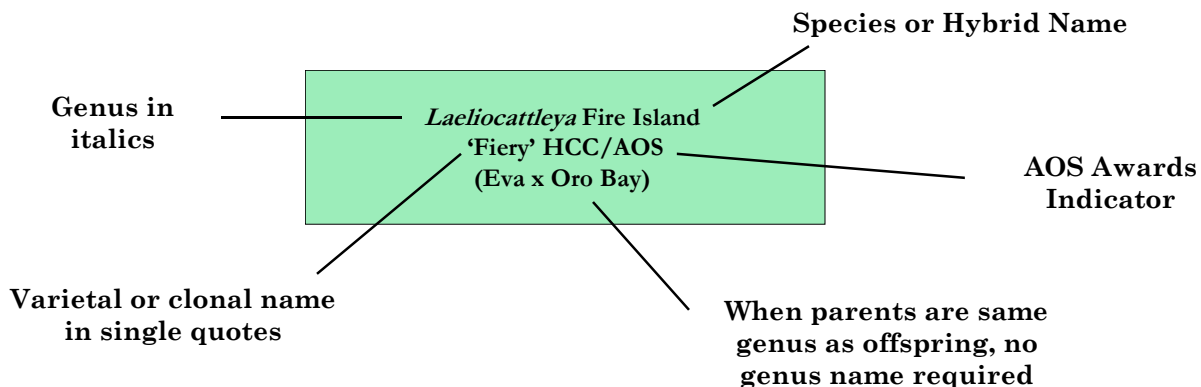 Species or Hybrid Name
Genus in
italics
Laeliocattleya Fire Island
‘Fiery’ HCC/AOS
(Eva x Oro Bay)
AOS Awards
Indicator
Varietal or clonal name
in single quotes
When parents are same
genus as offspring, no
genus name required